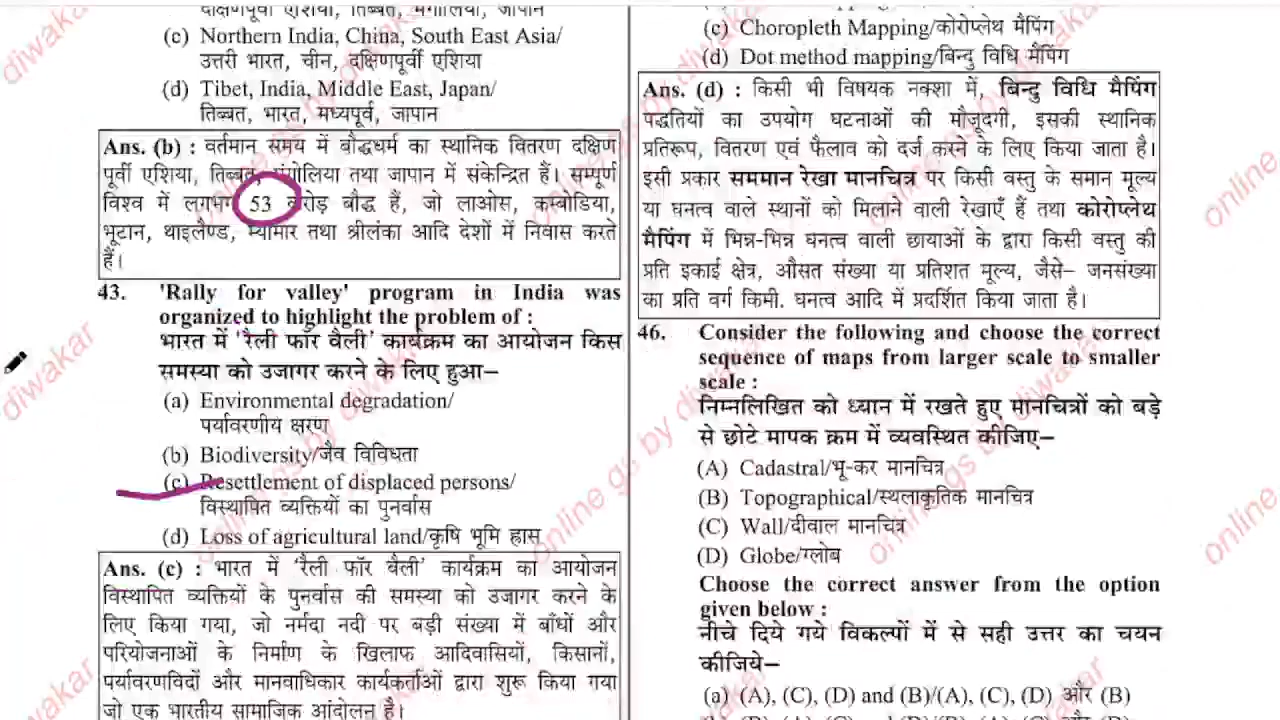 दक्षिणपूर्वी एशिया, तिब्बत, मंगोलिया, जापान
(c) Northern India, China, South East Asia/
उत्तरी भारत, चीन, दक्षिणपूर्वी एशिया
(d) Tibet, India, Middle East, Japan/
तिब्बत, भारत, मध्यपूर्व, जापान
Ans. (b) : वर्तमान समय में बौद्धधर्म का स्थानिक वितरण दक्षिण
पूर्वी एशिया, तिब्बत, मंगोलिया तथा जापान में संकेन्द्रित हैं। सम्पूर्ण
विश्व में लगभग 53 करोड़ बौद्ध हैं, जो लाओस, कम्बोडिया,
भूटान, थाइलैण्ड, म्यांमार तथा श्रीलंका आदि देशों में निवास करते
हैं।
43. 'Rally for valley' program in India was
organized to highlight the problem of :
भारत में 'रैली फॉर वैली' कार्यक्रम का आयोजन किस
समस्या को उजागर करने के लिए हुआ–
(a) Environmental degradation/
पर्यावरणीय क्षरण
(b) Biodiversity/जैव विविधता
(c) Resettlement of displaced persons/
विस्थापित व्यक्तियों का पुनर्वास
(d) Loss of agricultural land/कृषि भूमि ह्रास
Ans. (c) : भारत में 'रैली फॉर वैली' कार्यक्रम का आयोजन
विस्थापित व्यक्तियों के पुनर्वास की समस्या को उजागर करने के
लिए किया गया, जो नर्मदा नदी पर बड़ी संख्या में बाँधों और
परियोजनाओं के निर्माण के खिलाफ आदिवासियों, किसानों,
पर्यावरणविदों और मानवाधिकार कार्यकर्ताओं द्वारा शुरू किया गया
जो एक भारतीय सामाजिक आंदोलन है।
(c) Choropleth Mapping/कोरोप्लेथ मैपिंग
(d) Dot method mapping/बिन्दु विधि मैपिंग
Ans. (d) : किसी भी विषयक नक्शा में, बिन्दु विधि मैपिंग
पद्धतियों का उपयोग घटनाओं की मौजूदगी, इसकी स्थानिक
प्रतिरूप, वितरण एवं फैलाव को दर्ज करने के लिए किया जाता है।
इसी प्रकार सममान रेखा मानचित्र पर किसी वस्तु के समान मूल्य
या घनत्व वाले स्थानों को मिलाने वाली रेखाएँ हैं तथा कोरोप्लेथ
मैपिंग में भिन्न-भिन्न घनत्व वाली छायाओं के द्वारा किसी वस्तु की
प्रति इकाई क्षेत्र, औसत संख्या या प्रतिशत मूल्य, जैसे– जनसंख्या
का प्रति वर्ग किमी. घनत्व आदि में प्रदर्शित किया जाता है।
46. Consider the following and choose the correct
sequence of maps from larger scale to smaller
scale :
निम्नलिखित को ध्यान में रखते हुए मानचित्रों को बड़े
से छोटे मापक क्रम में व्यवस्थित कीजिए–
(A) Cadastral/भू-कर मानचित्र
(B) Topographical/स्थलाकृतिक मानचित्र
(C) Wall/दीवाल मानचित्र
(D) Globe/ग्लोब
Choose the correct answer from the option
given below :
नीचे दिये गये विकल्पों में से सही उत्तर का चयन
कीजिये–
(a) (A), (C), (D) and (B)/(A), (C), (D) और (B)
online gs by diwakar